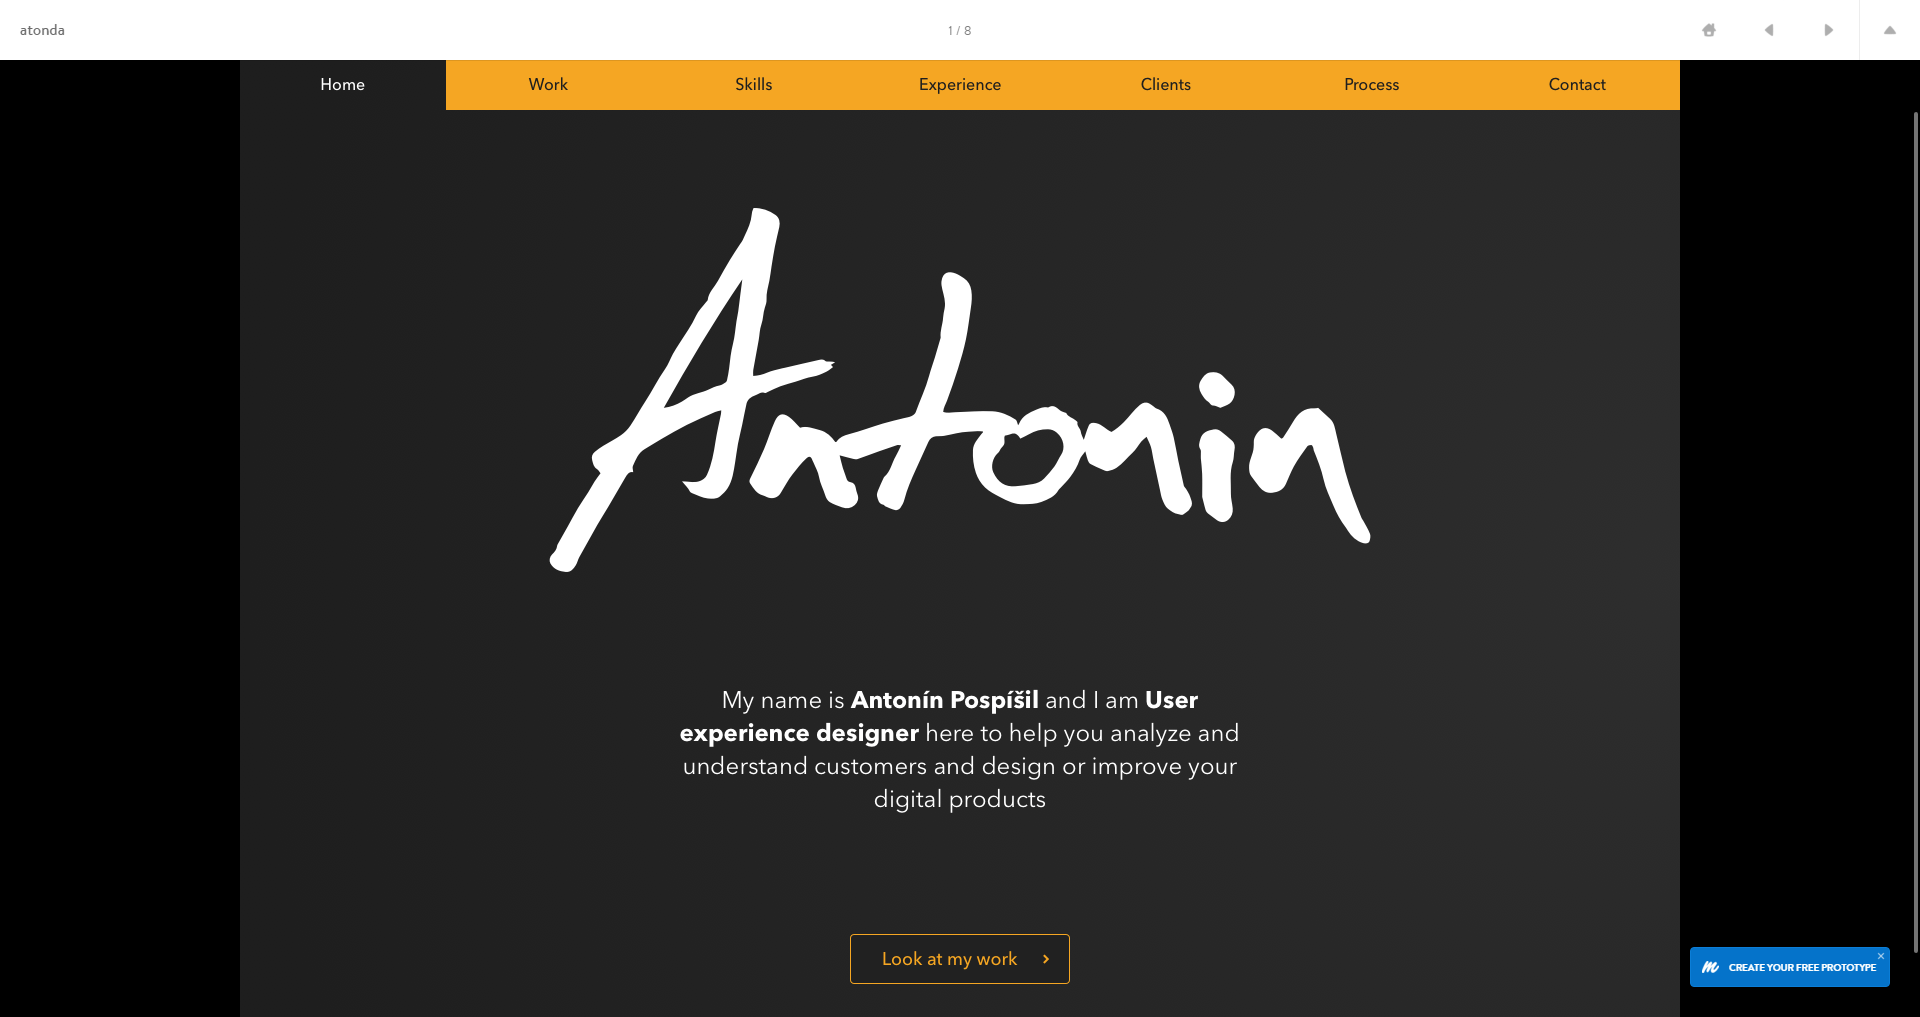 atonda
1 / 8
Home Work Skills Experience Clients Process Contact
Antonin
My name is Antonín Pospíšil and I am User
experience designer here to help you analyze and
understand customers and design or improve your
digital products
Look at my work
CREATE YOUR FREE PROTOTYPE